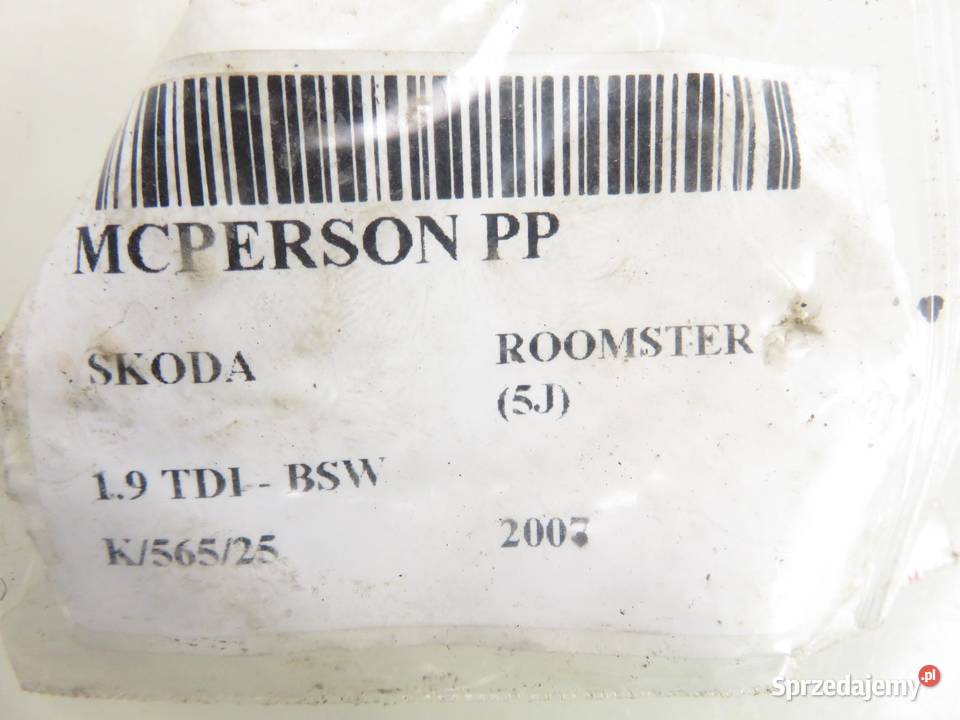 MCPERSON PP
SKODA
ROOMSTER
(5J)
1.9 TDI - BSW
K/565/25
2007
Sprzedajemy.pl